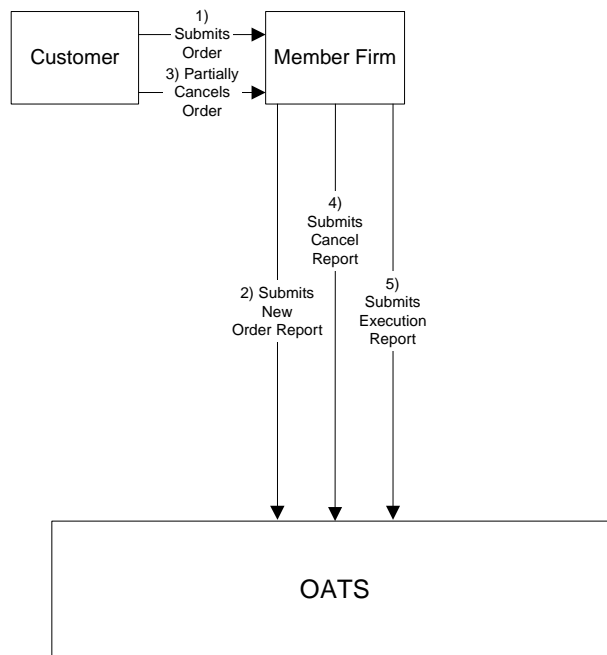 1)
Submits
Order
Customer
Member Firm
3) Partially
Cancels
Order
4)
Submits
Cancel
Report
2) Submits
New
Order Report
5)
Submits
Execution
Report
OATS